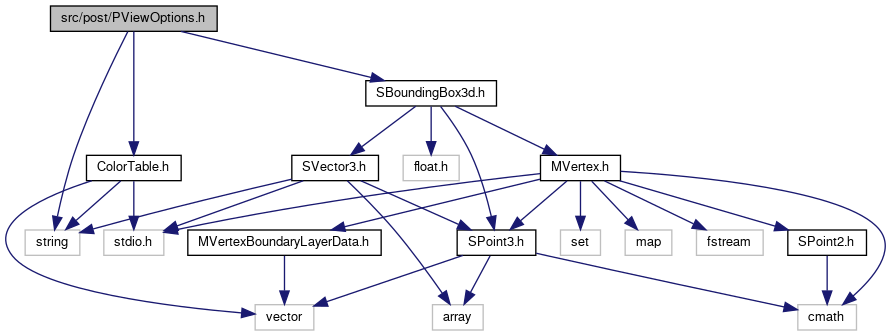 src/post/PViewOptions.h
SBoundingBox3d.h
ColorTable.h
SVector3.h
float.h
MVertex.h
string
stdio.h
MVertexBoundaryLayerData.h
SPoint3.h
set
map
fstream
SPoint2.h
vector
array
cmath